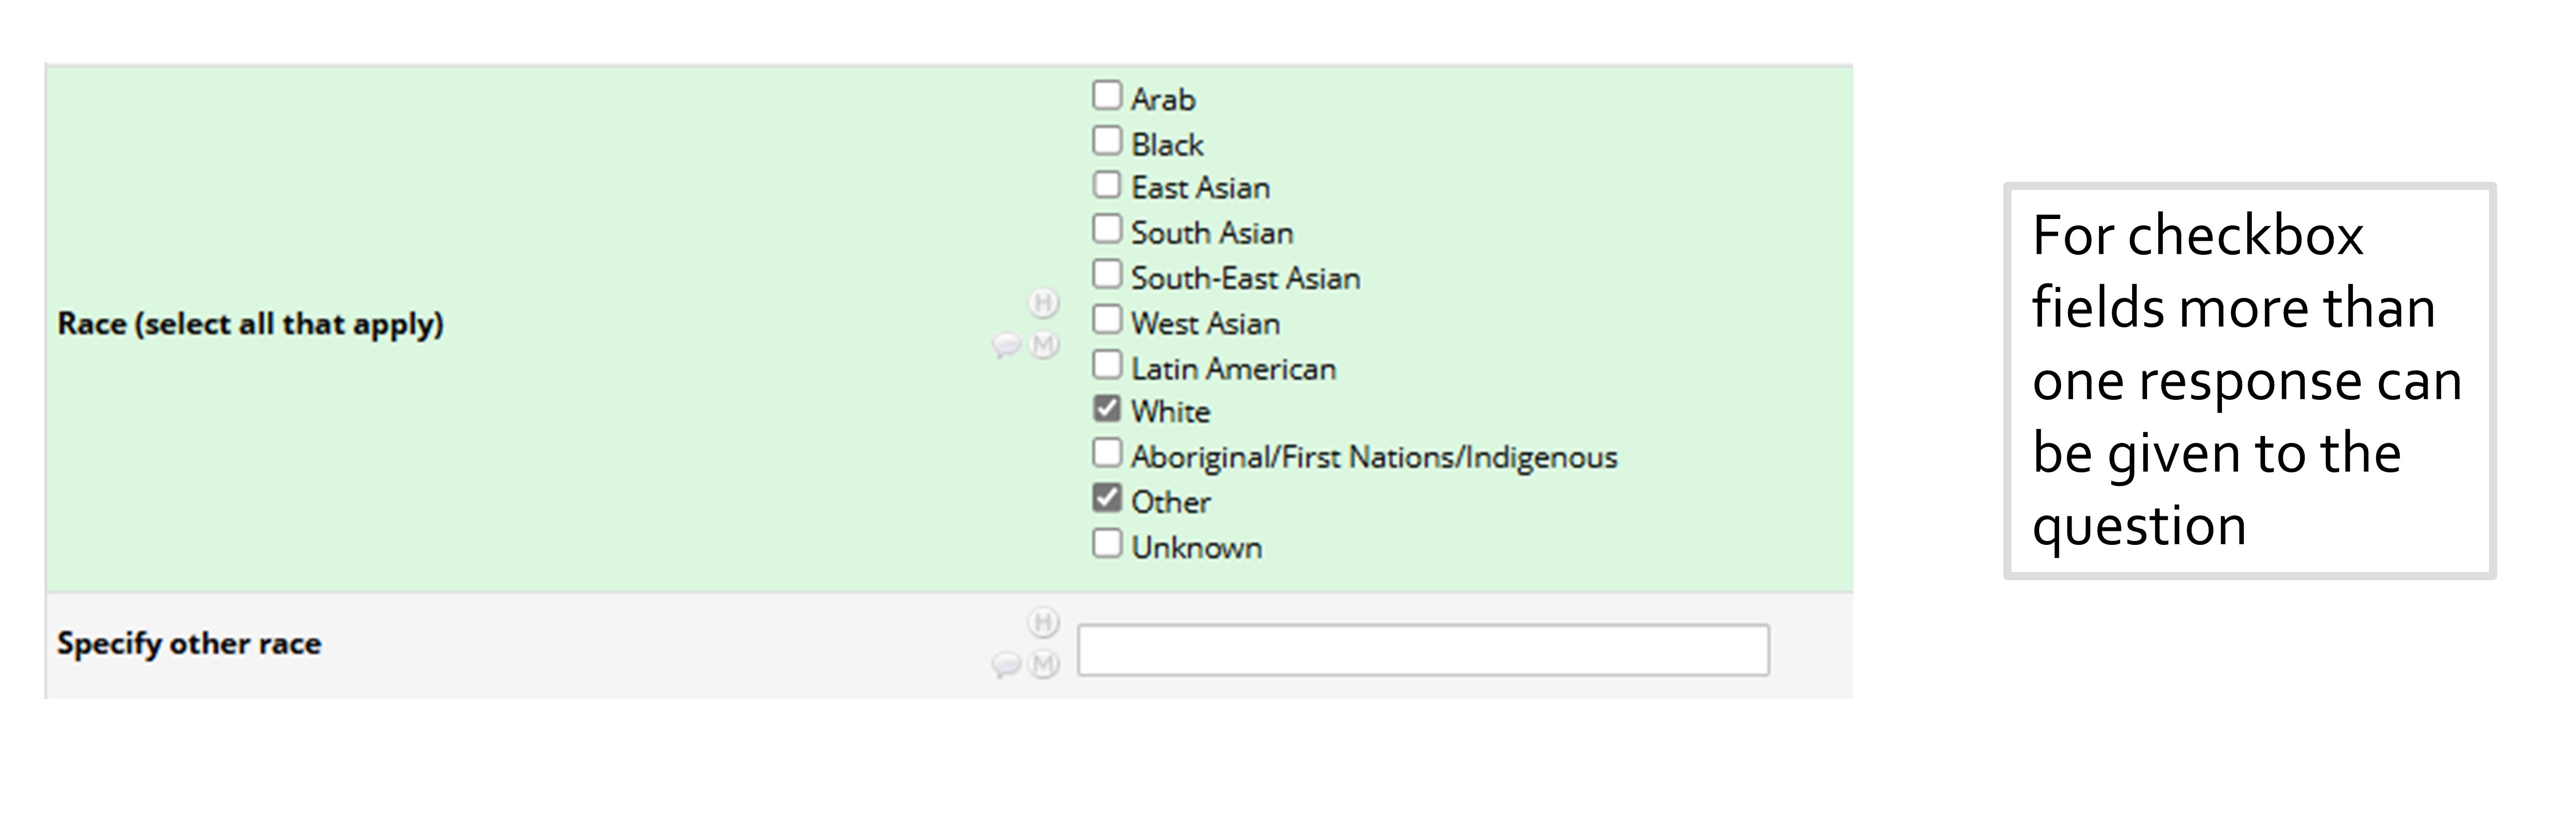 Arab
Black
East Asian
South Asian
South-East Asian
H
Race (select all that apply)
West Asian
M
Latin American
White
Aboriginal/First Nations/Indigenous
Other
Unknown
H
Specify other race
M
For checkbox
fields more than
one response can
be given to the
question